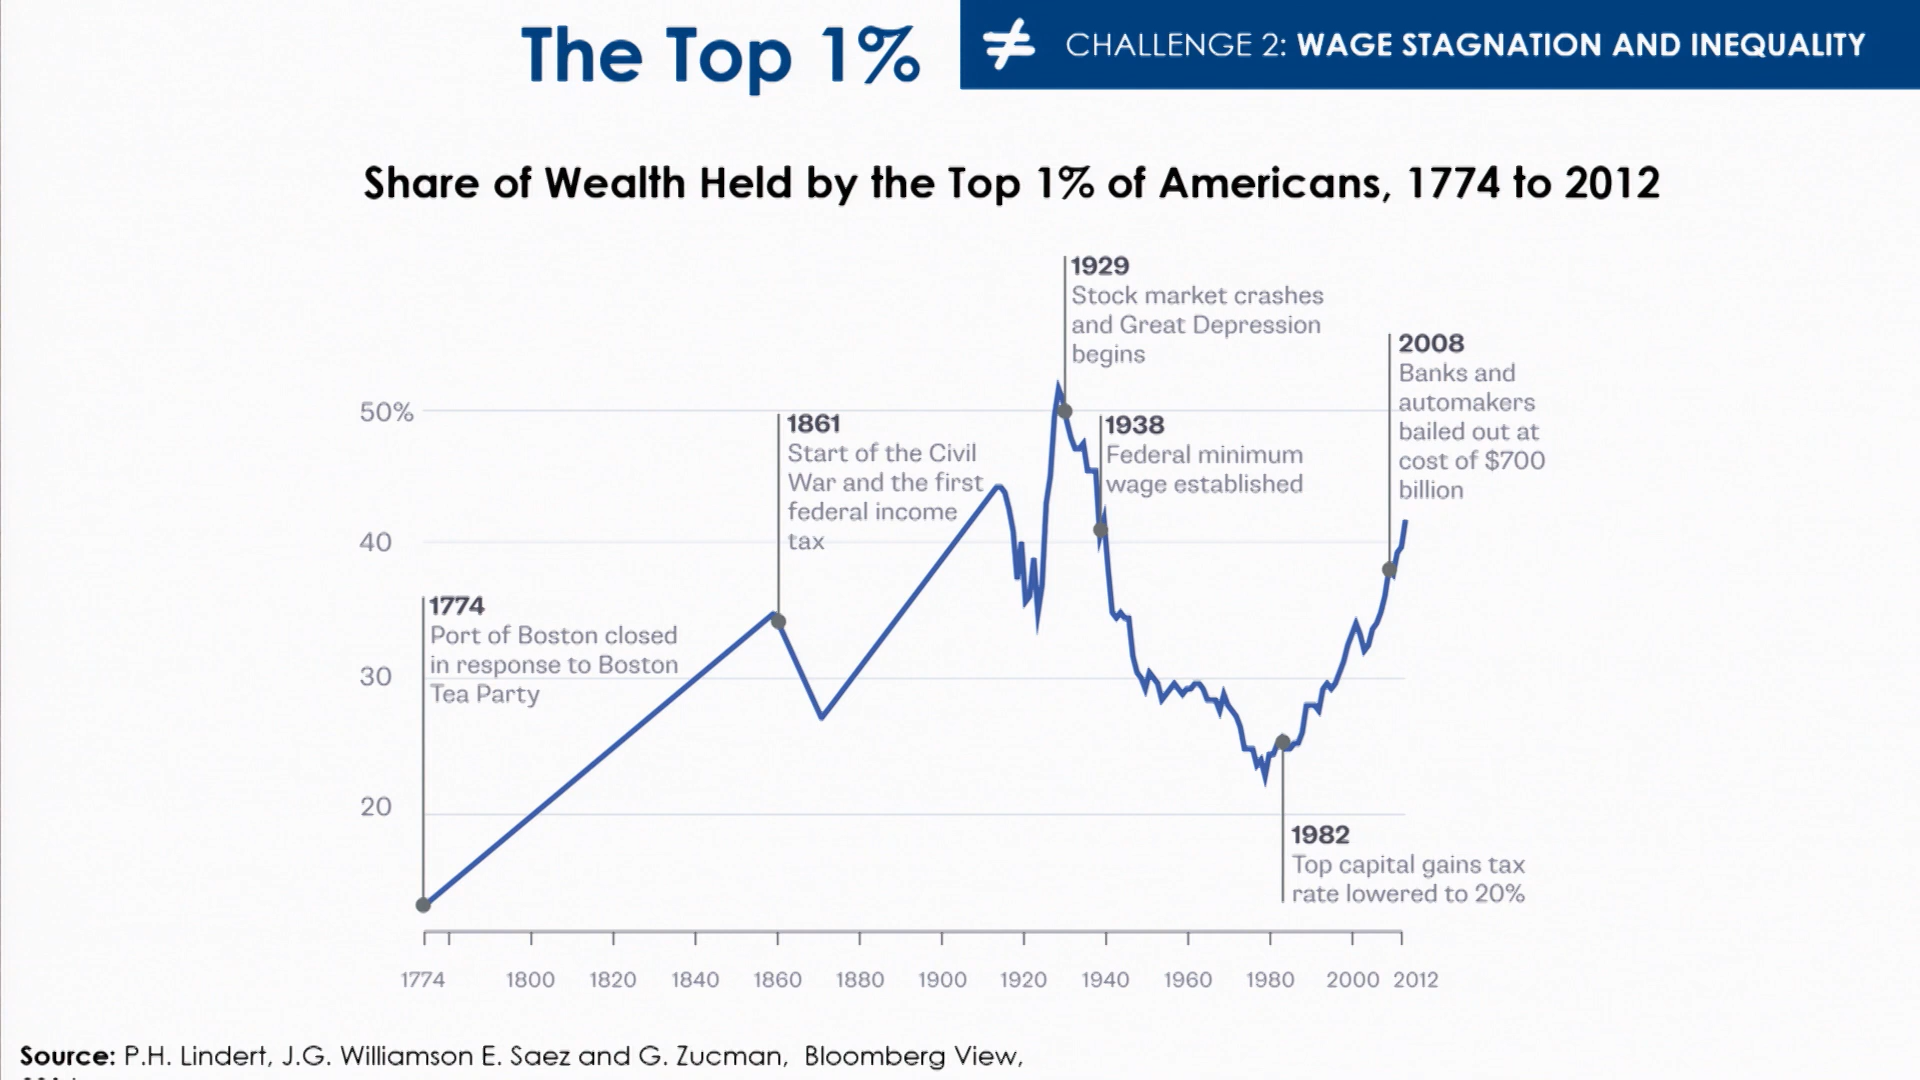 The Top 1%
≠ CHALLENGE 2: WAGE STAGNATION AND INEQUALITY
Share of Wealth Held by the Top 1% of Americans, 1774 to 2012
1929
Stock market crashes
and Great Depression
begins
2008
Banks and
automakers
bailed out at
cost of $700
billion
50%
1861
Start of the Civil
War and the first
federal income
tax
1938
Federal minimum
wage established
40
1774
Port of Boston closed
in response to Boston
Tea Party
30
20
1982
Top capital gains tax
rate lowered to 20%
1774 1800 1820 1840 1860 1880 1900 1920 1940 1960 1980 2000 2012
Source: P.H. Lindert, J.G. Williamson E. Saez and G. Zucman, Bloomberg View,